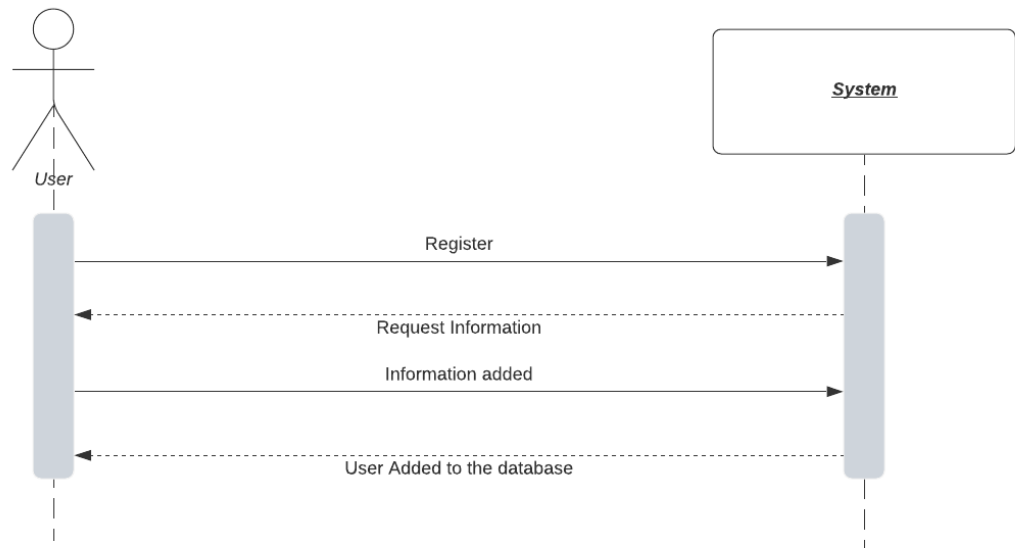 System
User
Register
Request Information
Information added
User Added to the database